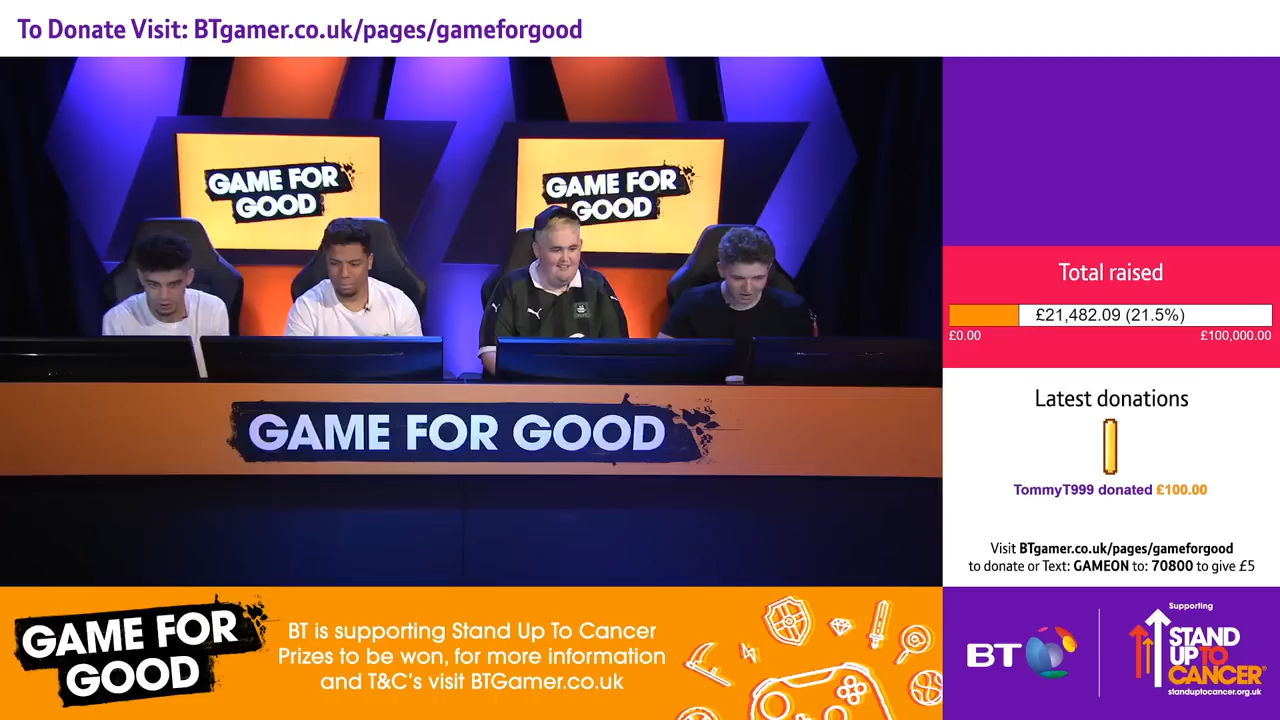 To Donate Visit: BTgamer.co.uk/pages/gameforgood
GAME FOR
GOOD
GAME FOR
GOOD
GAME FOR GOOD
Total raised
£21,482.09 (21.5%)
£0.00
£100,000.00
Latest donations
TommyT999 donated £100.00
Visit BTgamer.co.uk/pages/gameforgood
to donate or Text: GAMEON to: 70800 to give £5
GAME FOR
GOOD
BT is supporting Stand Up To Cancer
Prizes to be won, for more information
and T&C's visit BTGamer.co.uk
BT
Supporting
STAND
UP TO
CANCER
standuptocancer.org.uk